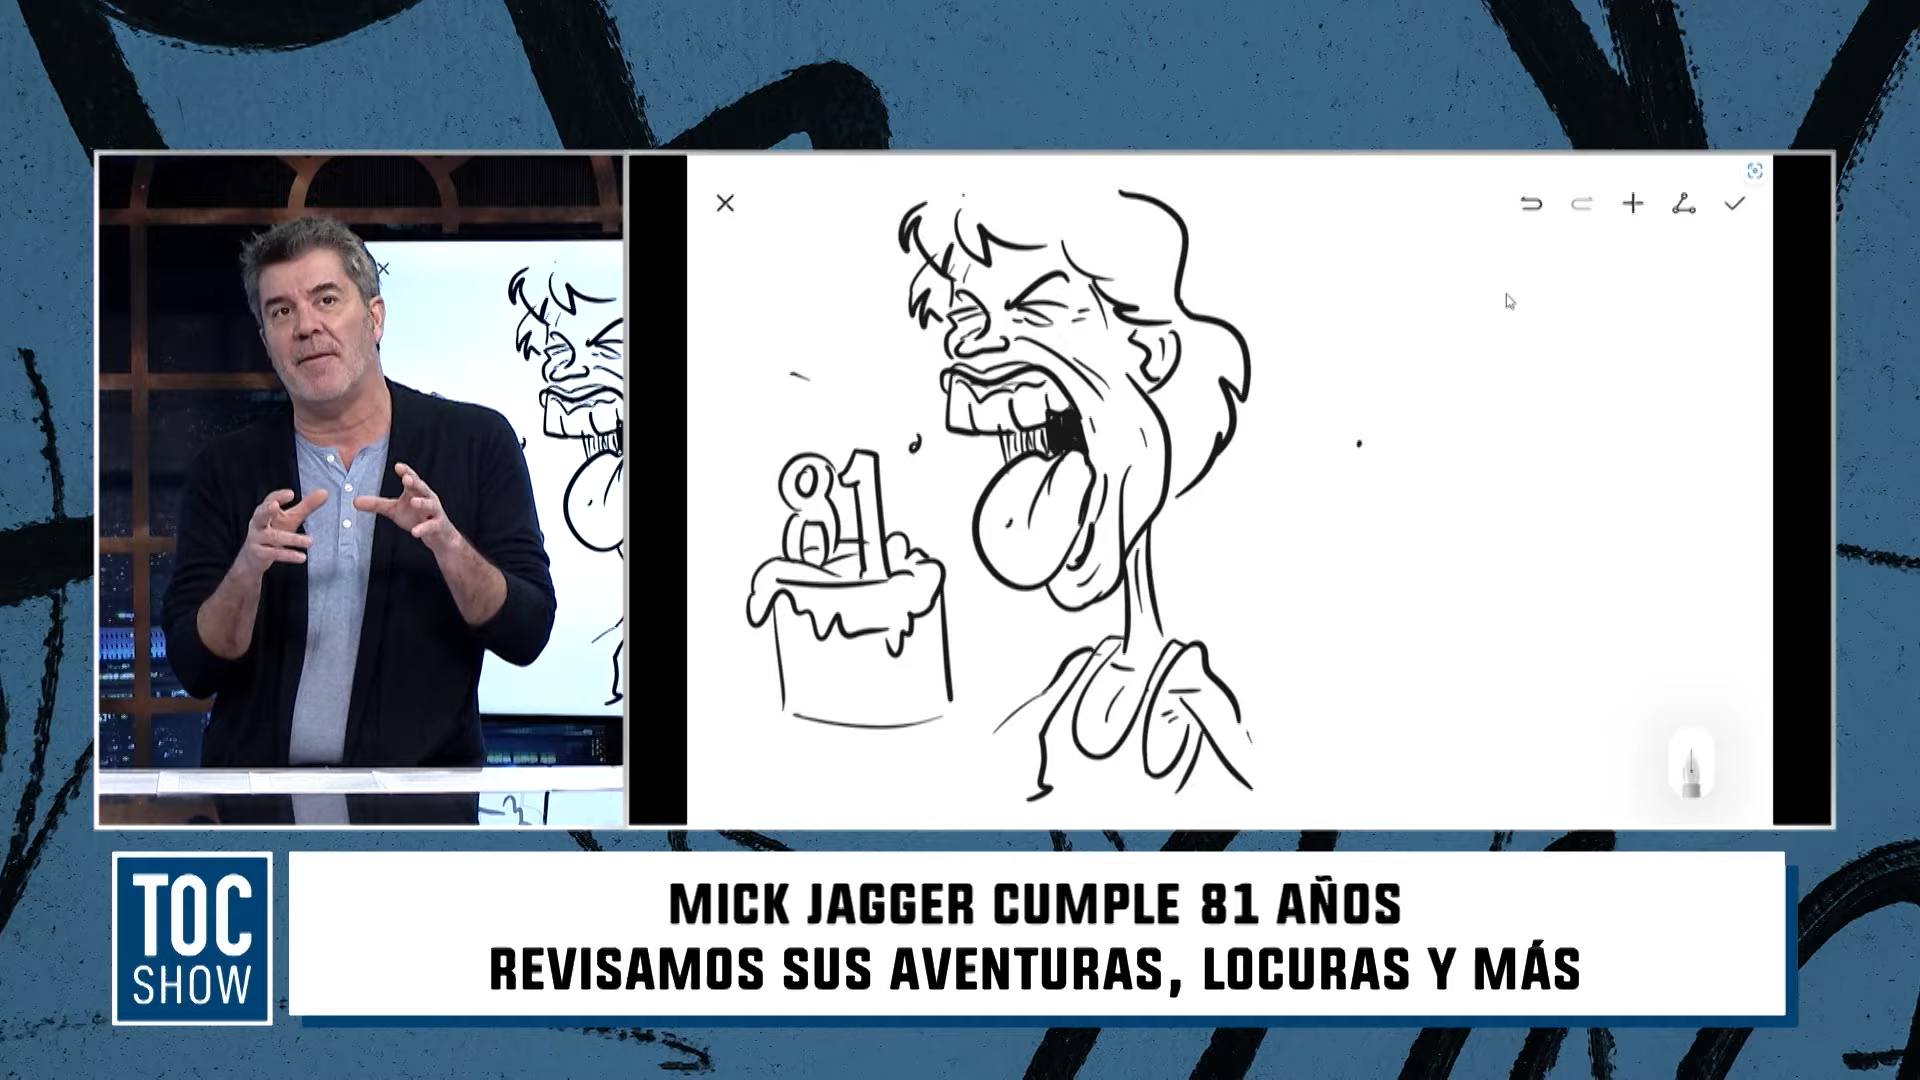 81
TOC
SHOW
MICK JAGGER CUMPLE 81 AÑOS
REVISAMOS SUS AVENTURAS, LOCURAS Y MÁS